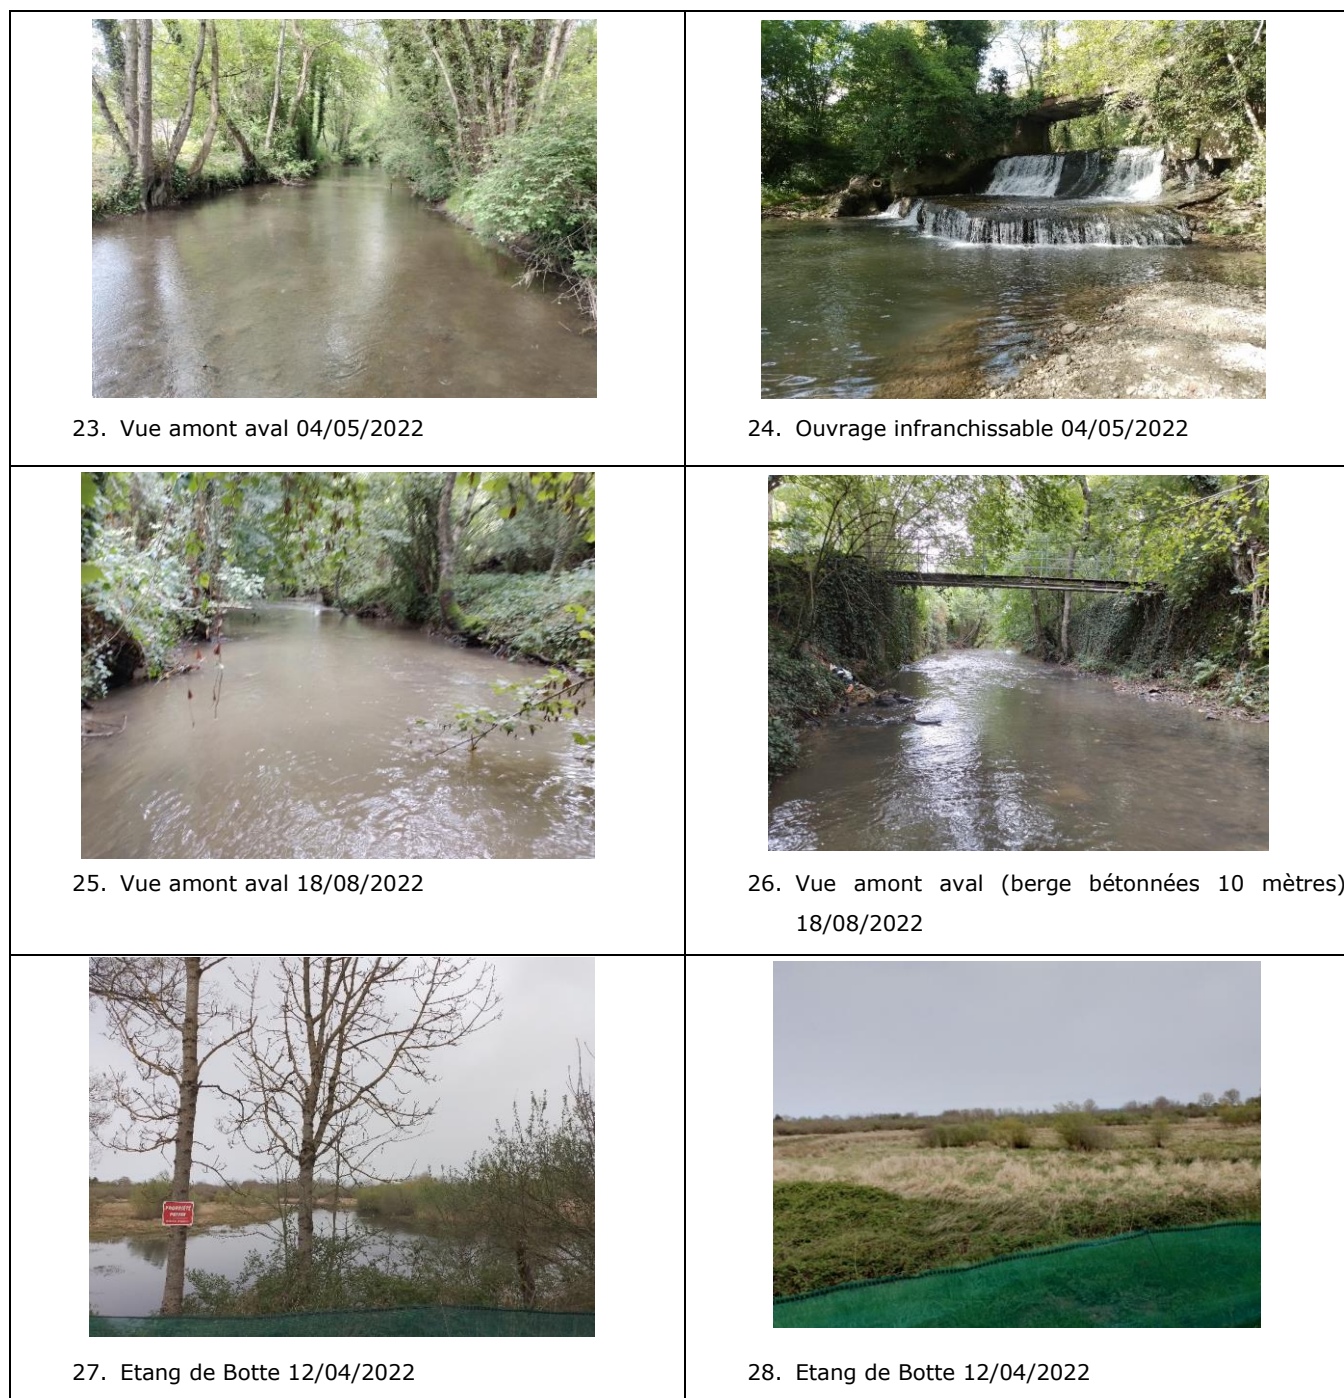 23. Vue amont aval 04/05/2022
24. Ouvrage infranchissable 04/05/2022
25. Vue amont aval 18/08/2022
26. Vue amont aval (berge bétonnées 10 mètres)
18/08/2022
PROPRIÉTÉ
PRIVÉE
27. Etang de Botte 12/04/2022
28. Etang de Botte 12/04/2022